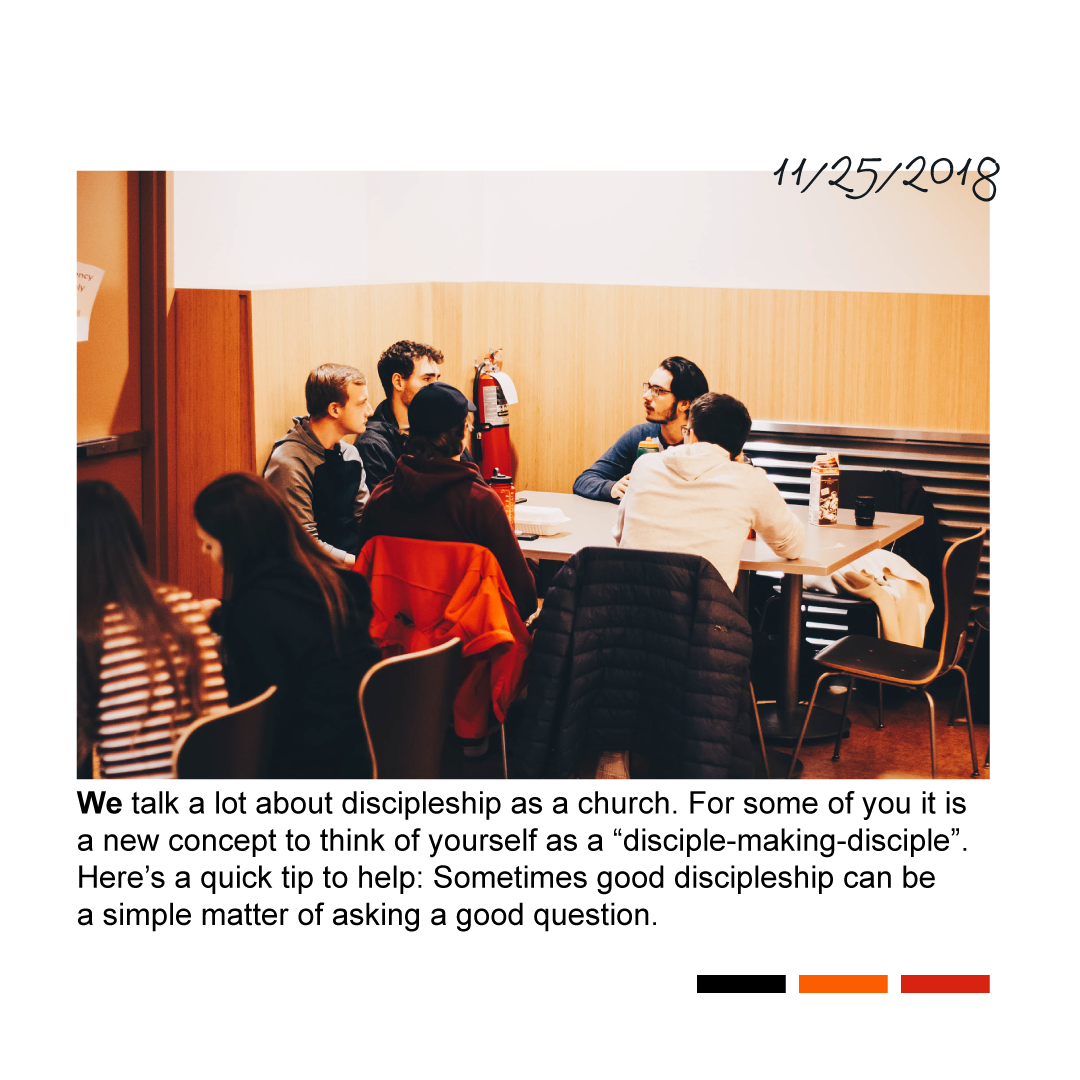 11/25/2018
We talk a lot about discipleship as a church. For some of you it is
a new concept to think of yourself as a “disciple-making-disciple”.
Here’s a quick tip to help: Sometimes good discipleship can be
a simple matter of asking a good question.